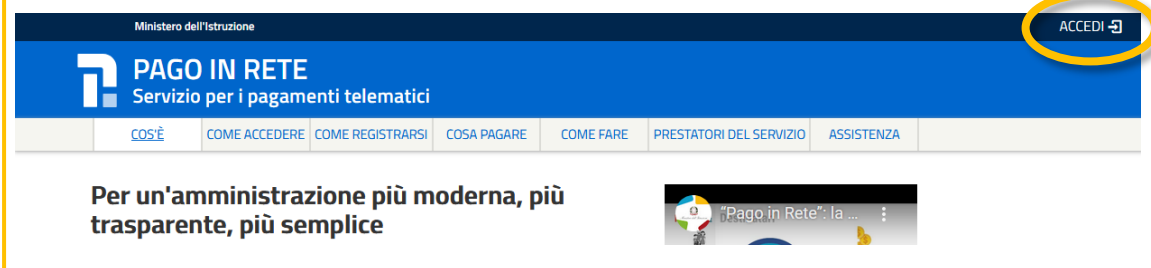 Ministero dell'Istruzione
ACCEDI
PAGO IN RETE
Servizio per i pagamenti telematici
COS'È COME ACCEDERE COME REGISTRARSI COSA PAGARE COME FARE PRESTATORI DEL SERVIZIO ASSISTENZA
Per un'amministrazione più moderna, più
trasparente, più semplice
"Pago in Rete": la ...